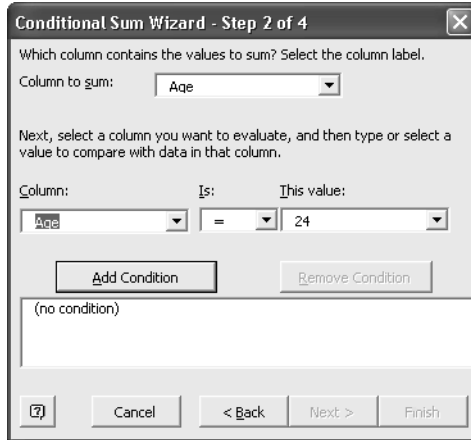 Conditional Sum Wizard - Step 2 of 4
Which column contains the values to sum? Select the column label.
Column to sum: Age
Next, select a column you want to evaluate, and then type or select a
value to compare with data in that column.
Column: Is: This value:
Age = 24
Add Condition Remove Condition
(no condition)
Cancel < Back Next > Finish